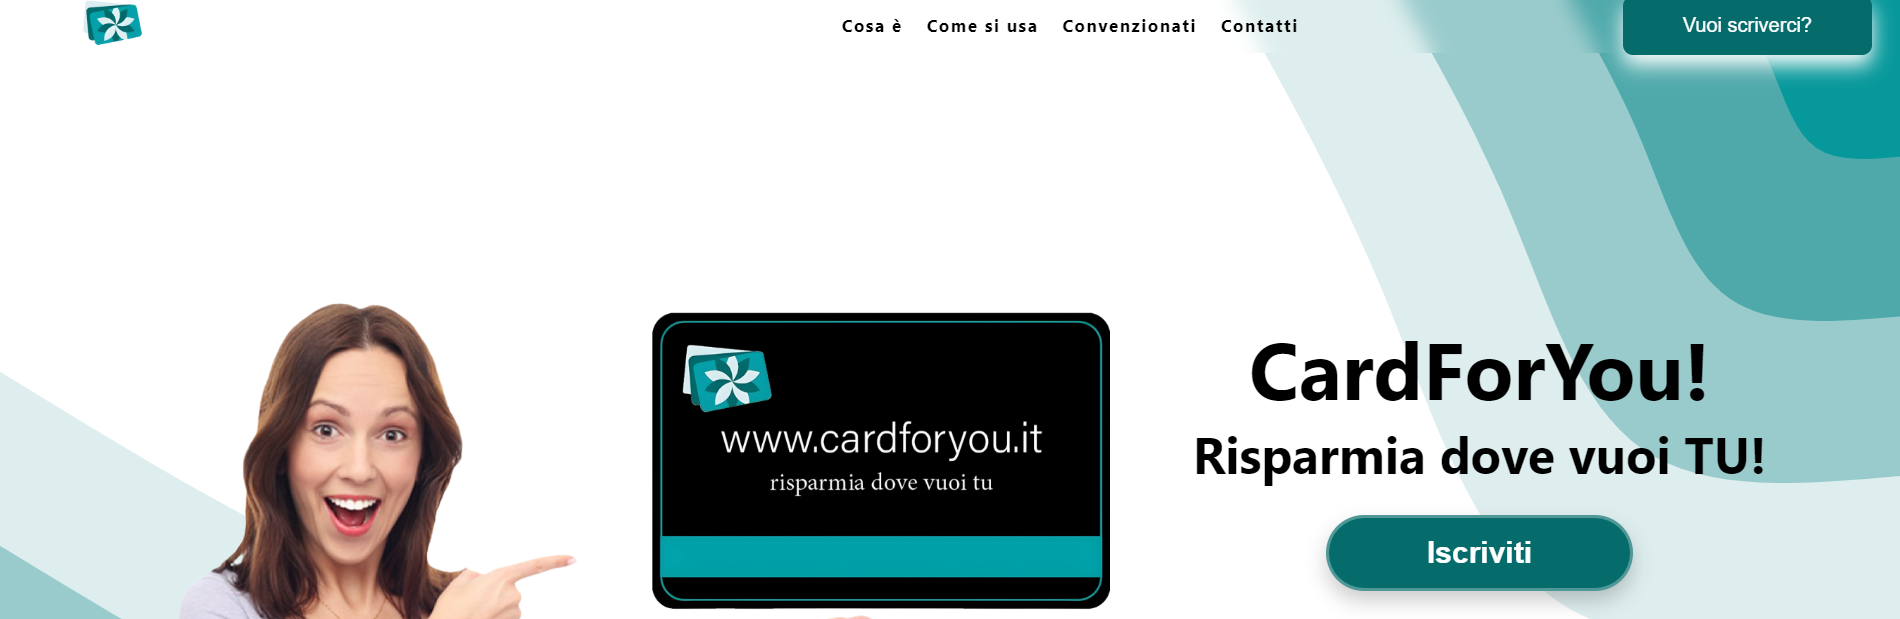 Cosa è
Come si usa
Convenzionati
Contatti
Vuoi scriverci?
www.cardforyou.it
risparmia dove vuoi tu
CardForYou!
Risparmia dove vuoi TU!
Iscriviti